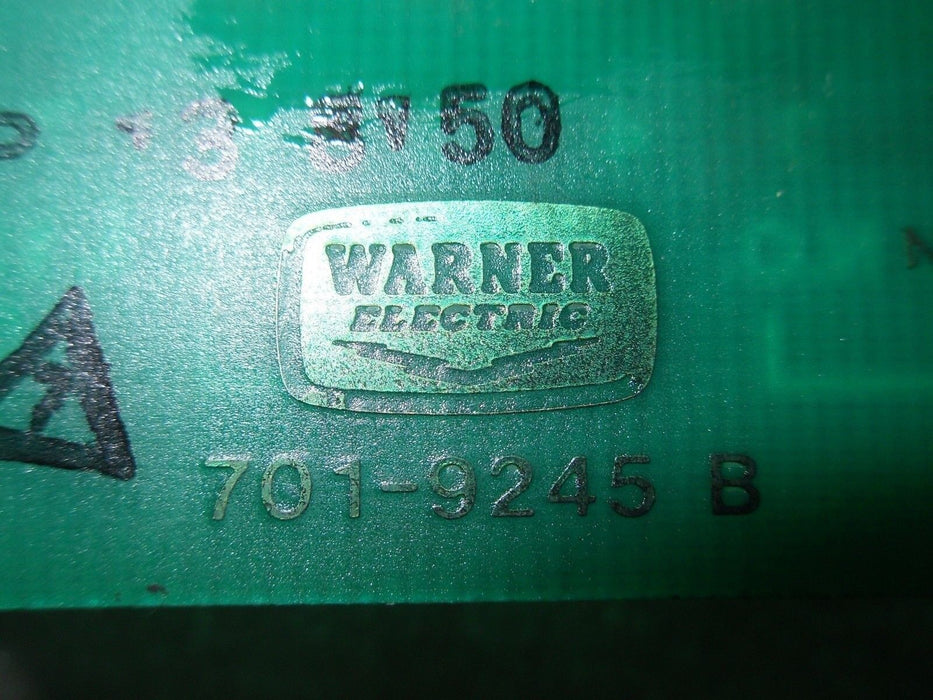 50
WARNER
ELECTRIC
701-9245 B